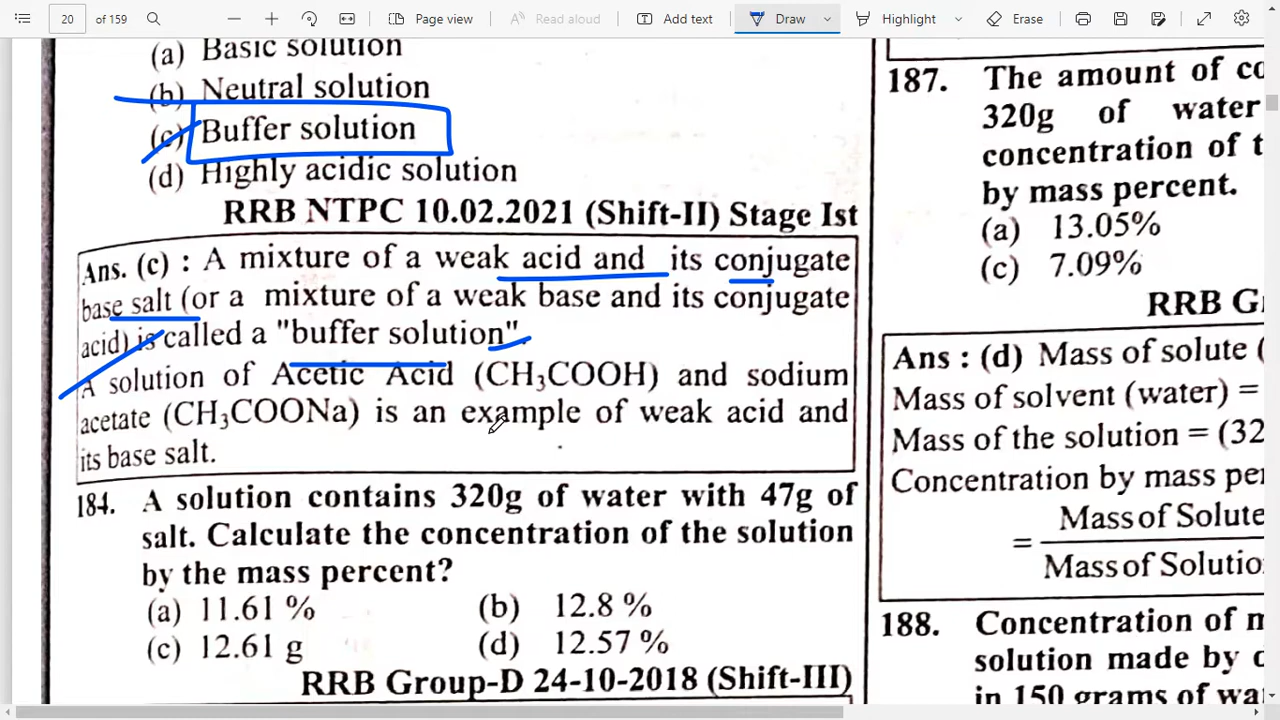 20 of 159
Page view
Read aloud
Add text
Draw
Highlight
Erase
(a) Basic solution
(b) Neutral solution
(c) Buffer solution
(d) Highly acidic solution
RRB NTPC 10.02.2021 (Shift-II) Stage Ist
Ans. (c) : A mixture of a weak acid and its conjugate
base salt (or a mixture of a weak base and its conjugate
acid) is called a "buffer solution".
A solution of Acetic Acid (CH₃COOH) and sodium
acetate (CH₃COONa) is an example of weak acid and
its base salt.
184. A solution contains 320g of water with 47g of
salt. Calculate the concentration of the solution
by the mass percent?
(a) 11.61 % (b) 12.8 %
(c) 12.61 g (d) 12.57 %
RRB Group-D 24-10-2018 (Shift-III)
187. The amount of co
320g of water
concentration of t
by mass percent.
(a) 13.05%
(c) 7.09%
RRB G
Ans : (d) Mass of solute (
Mass of solvent (water) =
Mass of the solution = (32
Concentration by mass pe
= Mass of Solute
Mass of Solutio
188. Concentration of m
solution made by
in 150 grams of wa